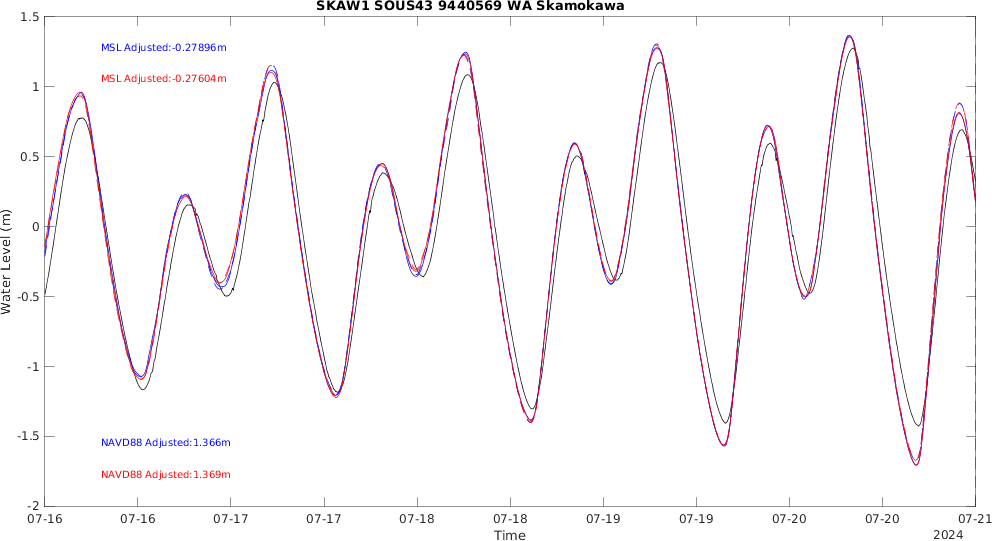 SKAW1 SOUS43 9440569 WA Skamokawa
1.5
1
0.5
0
-0.5
-1
-1.5
-2
Water Level (m)
MSL Adjusted:-0.27896m
MSL Adjusted:-0.27604m
NAVD88 Adjusted:1.366m
NAVD88 Adjusted:1.369m
07-16 07-16 07-17 07-17 07-18 07-18 07-19 07-19 07-20 07-20 07-21
Time
2024